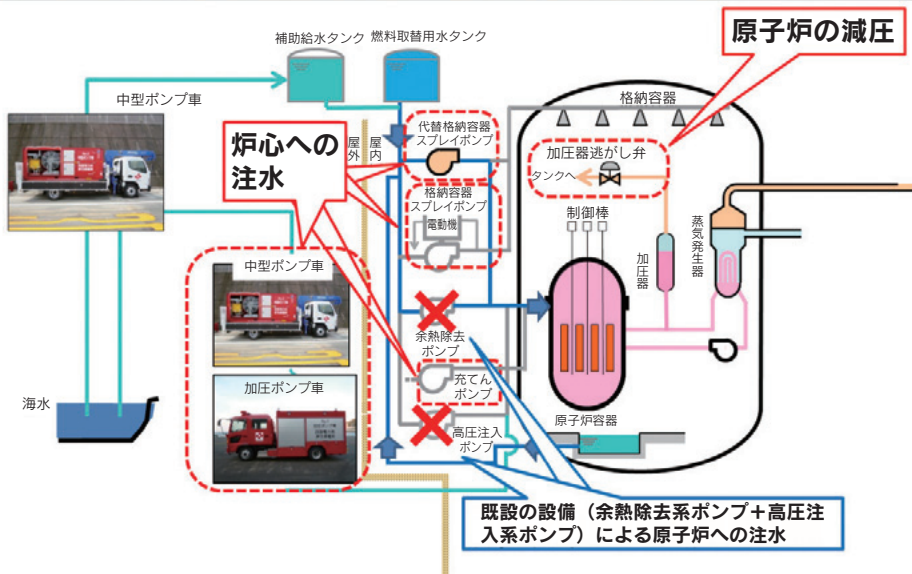 原子炉の減圧
補助給水タンク
燃料取替用水タンク
中型ポンプ車
格納容器
代替格納容器
スプレイポンプ
屋外
屋内
炉心への
注水
加圧器逃がし弁
タンクへ
格納容器
スプレイポンプ
電動機
制御棒
加圧器
蒸気発生器
中型ポンプ車
余熱除去
ポンプ
加圧ポンプ車
充てん
ポンプ
海水
原子炉容器
高圧注入
ポンプ
既設の設備（余熱除去系ポンプ＋高圧注
入系ポンプ）による原子炉への注水